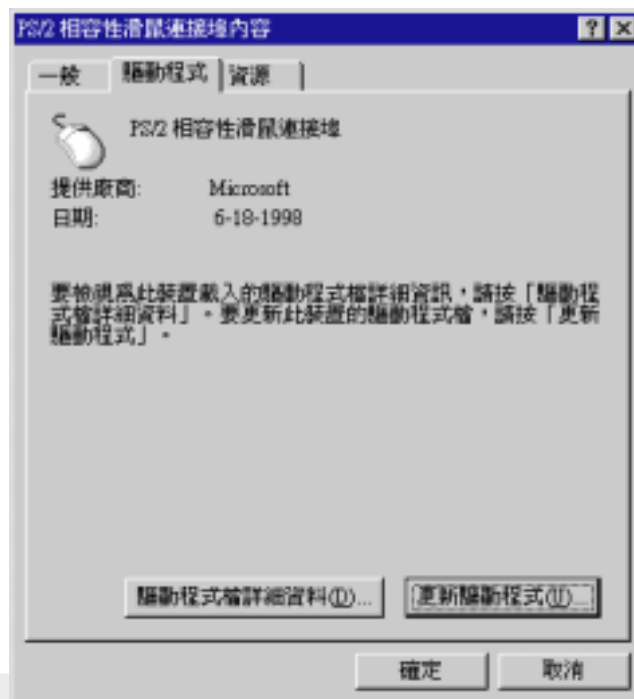 PS/2 相容性滑鼠連接埠內容
一般 驅動程式 資源
PS/2 相容性滑鼠連接埠
提供廠商: Microsoft
日期: 6-18-1998
要檢視為此裝置載入的驅動程式檔詳細資訊，請按「驅動程
式檔詳細資料」。要更新此裝置的驅動程式檔，請按「更新
驅動程式」。
驅動程式檔詳細資料(D)... 更新驅動程式(U)...
確定 取消